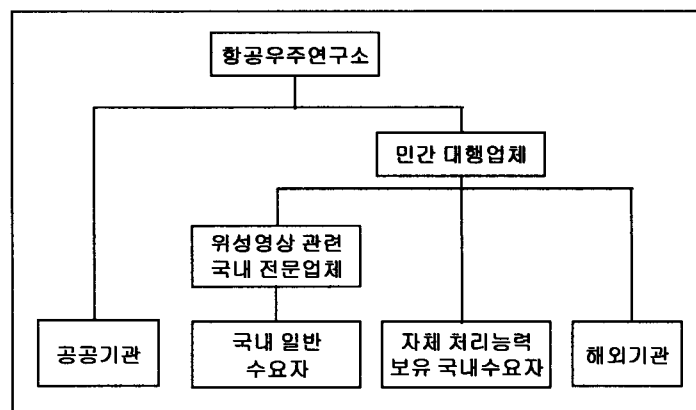 항공우주연구소
민간 대행업체
위성영상 관련
국내 전문업체
공공기관
국내 일반
수요자
자체 처리능력
보유 국내수요자
해외기관